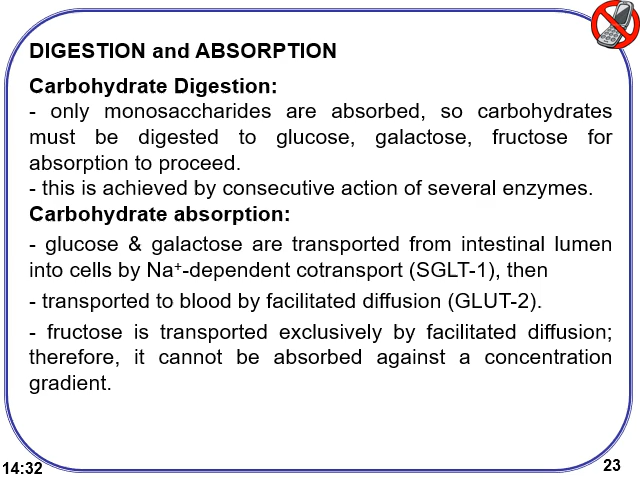 DIGESTION and ABSORPTION
Carbohydrate Digestion:
- only monosaccharides are absorbed, so carbohydrates
must be digested to glucose, galactose, fructose for
absorption to proceed.
- this is achieved by consecutive action of several enzymes.
Carbohydrate absorption:
- glucose & galactose are transported from intestinal lumen
into cells by Na⁺-dependent cotransport (SGLT-1), then
- transported to blood by facilitated diffusion (GLUT-2).
- fructose is transported exclusively by facilitated diffusion;
therefore, it cannot be absorbed against a concentration
gradient.
14:32
23